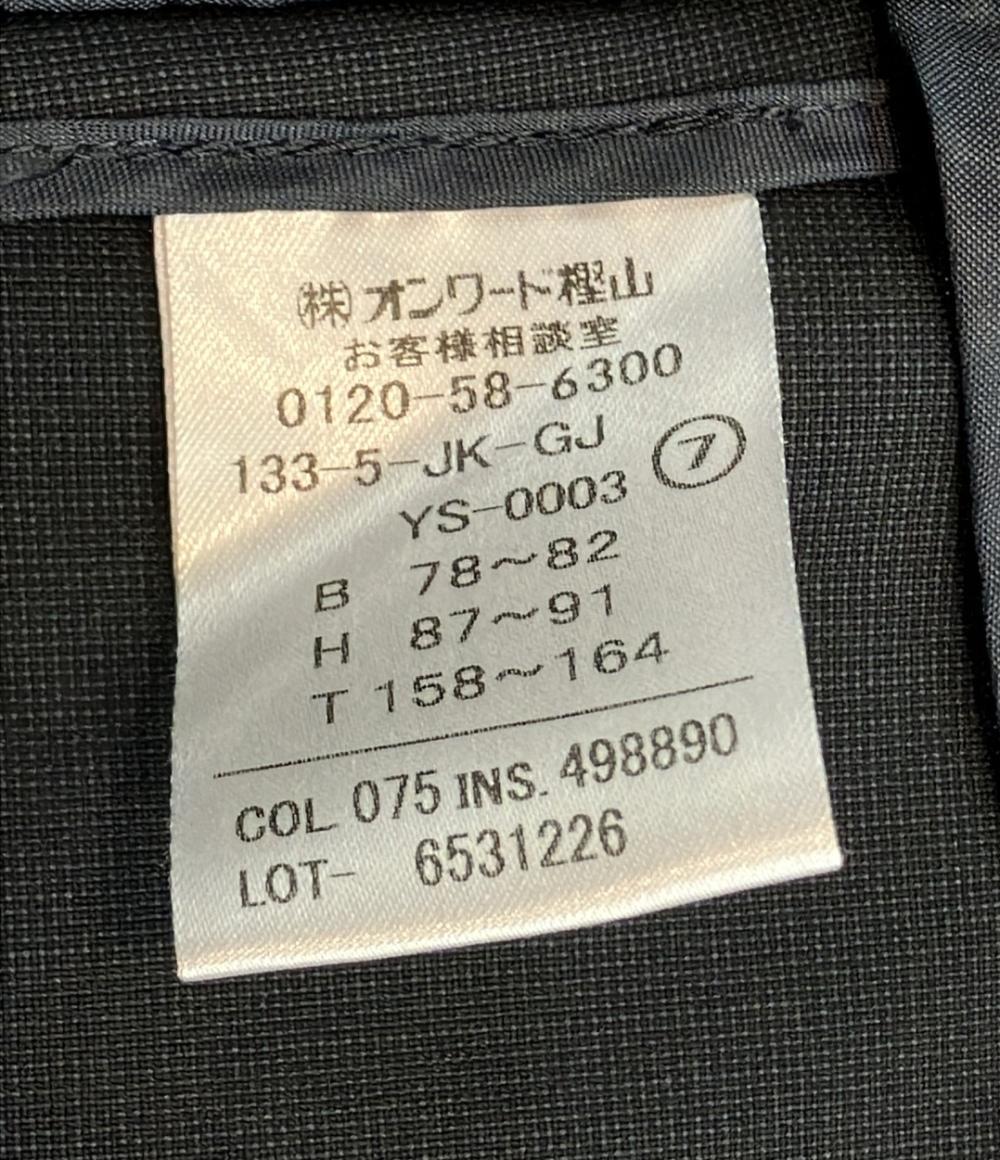 ㈱オンワード樫山
お客様相談室
0120-58-6300
133-5-JK-GJ
⑦
YS-0003
B 78〜82
H 87〜91
T 158〜164
COL 075 INS. 498890
LOT- 6531226